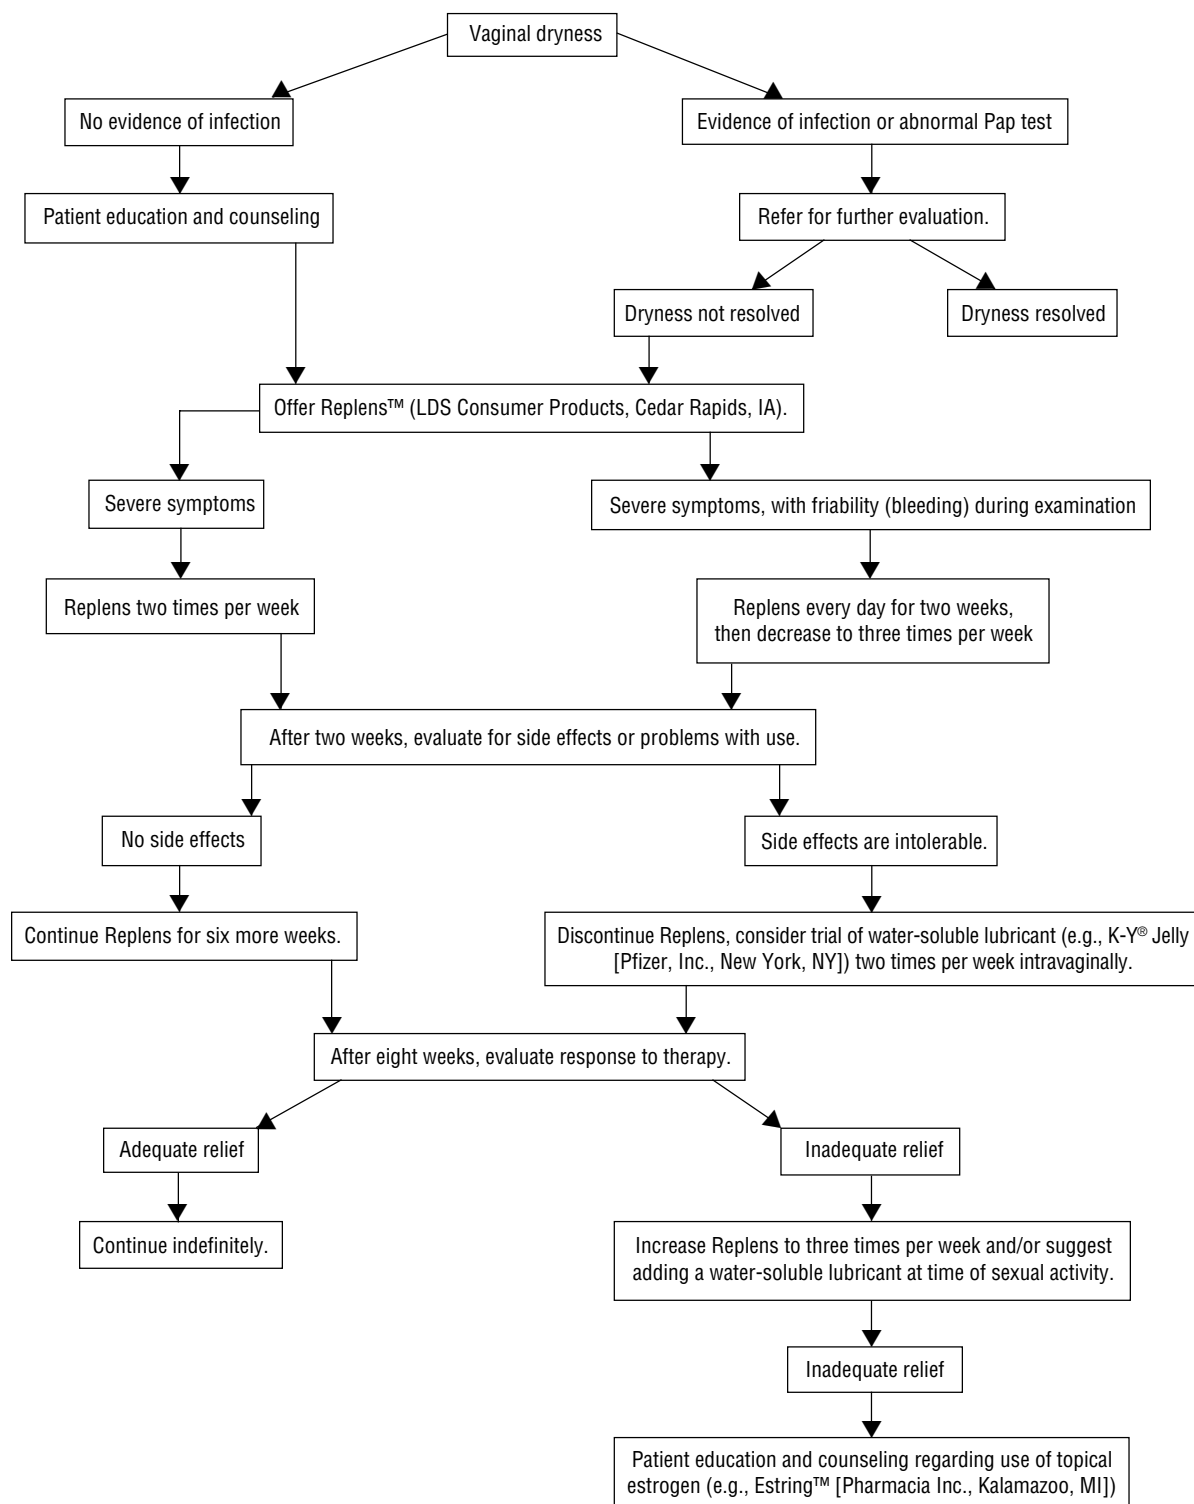 Vaginal dryness
No evidence of infection
Evidence of infection or abnormal Pap test
Patient education and counseling
Refer for further evaluation.
Dryness not resolved
Dryness resolved
Offer Replens™ (LDS Consumer Products, Cedar Rapids, IA).
Severe symptoms
Severe symptoms, with friability (bleeding) during examination
Replens two times per week
Replens every day for two weeks,
then decrease to three times per week
After two weeks, evaluate for side effects or problems with use.
No side effects
Side effects are intolerable.
Continue Replens for six more weeks.
Discontinue Replens, consider trial of water-soluble lubricant (e.g., K-Y® Jelly
[Pfizer, Inc., New York, NY]) two times per week intravaginally.
After eight weeks, evaluate response to therapy.
Adequate relief
Inadequate relief
Continue indefinitely.
Increase Replens to three times per week and/or suggest
adding a water-soluble lubricant at time of sexual activity.
Inadequate relief
Patient education and counseling regarding use of topical
estrogen (e.g., Estring™ [Pharmacia Inc., Kalamazoo, MI])